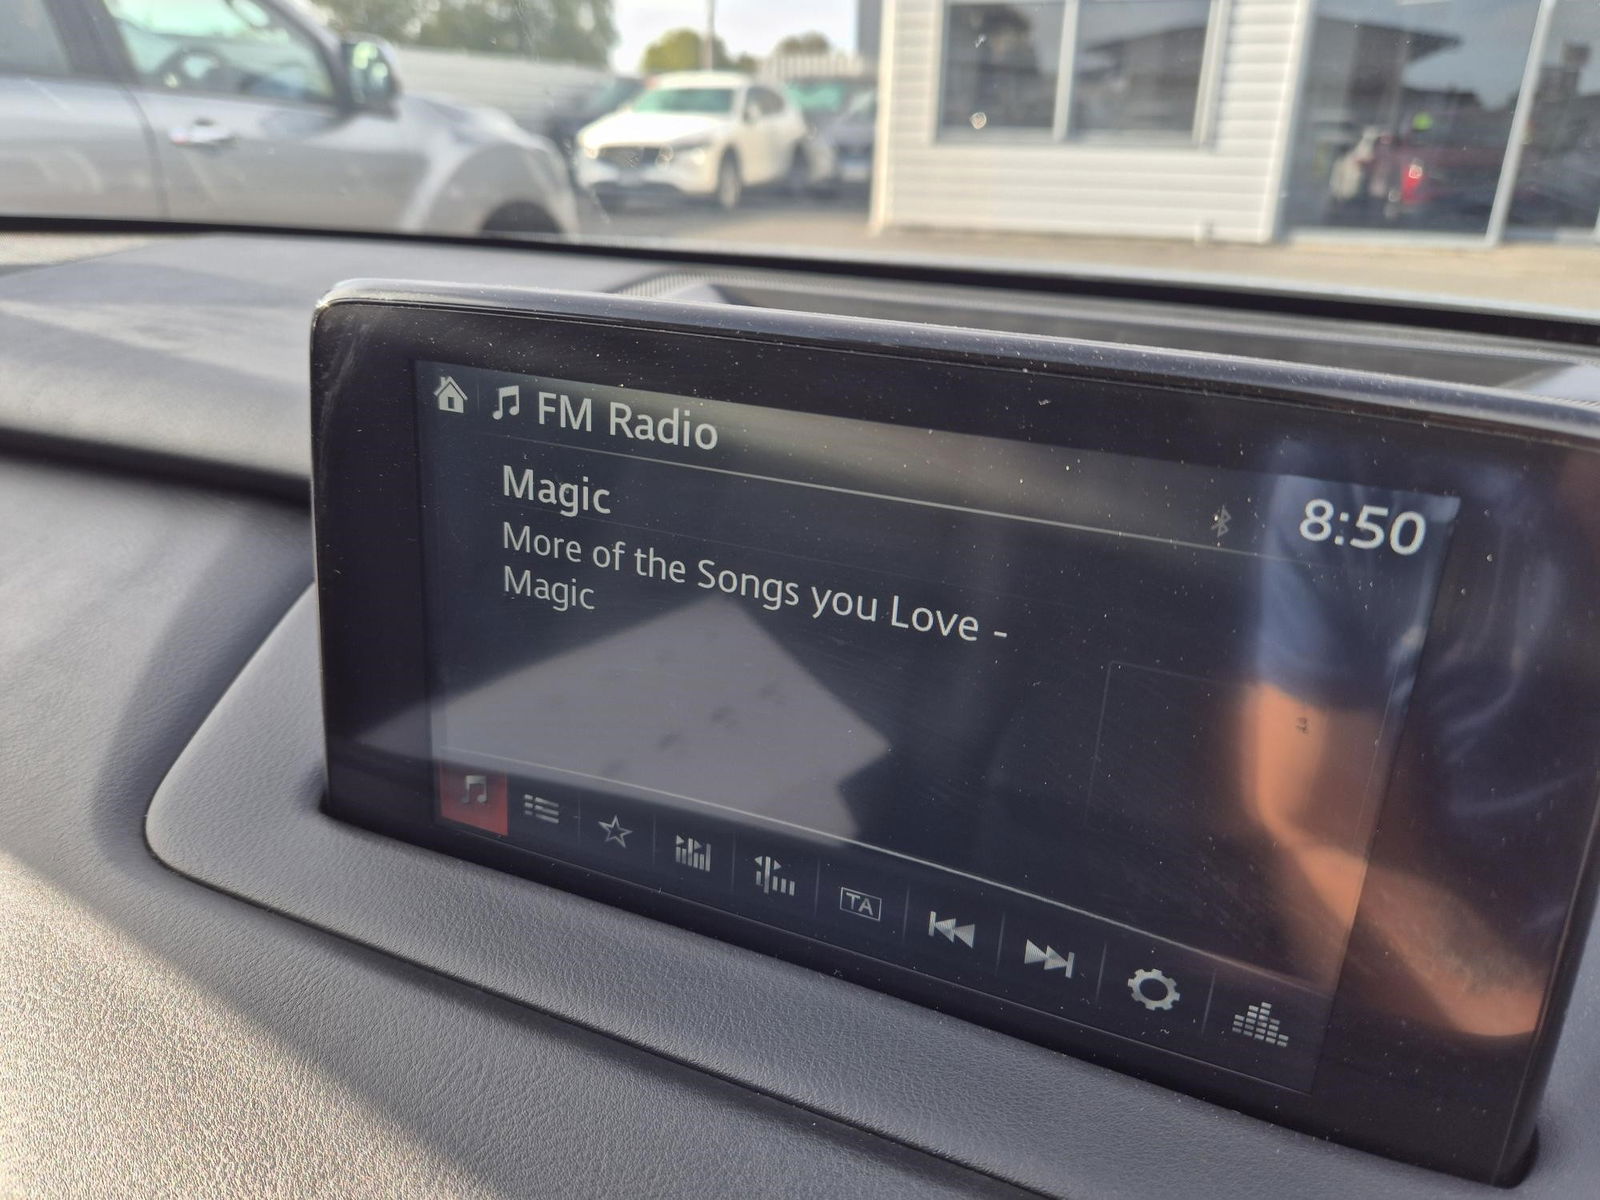 FM Radio
8:50
Magic
More of the Songs you Love -
Magic
TA